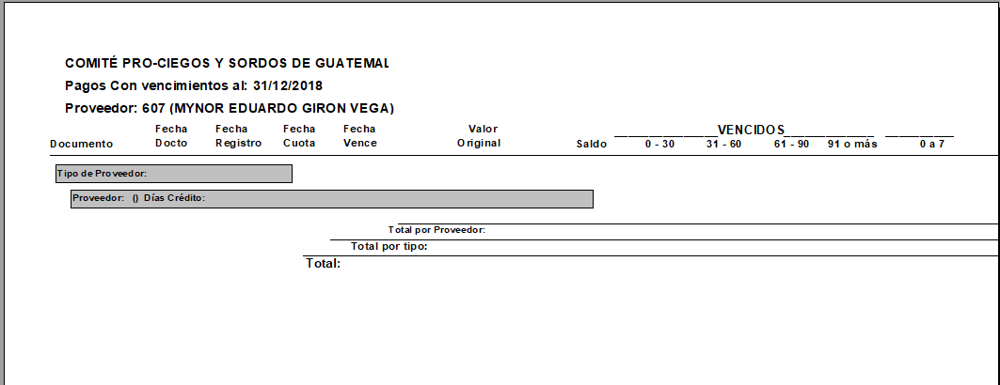 COMITÉ PRO-CIEGOS Y SORDOS DE GUATEMAL
Pagos Con vencimientos al: 31/12/2018
Proveedor: 607 (MYNOR EDUARDO GIRON VEGA)
Fecha Fecha Fecha Fecha Valor VENCIDOS
Documento Docto Registro Cuota Vence Original Saldo 0 - 30 31 - 60 61 - 90 91 o más 0 a 7
Tipo de Proveedor:
Proveedor: () Días Crédito:
Total por Proveedor:
Total por tipo:
Total: